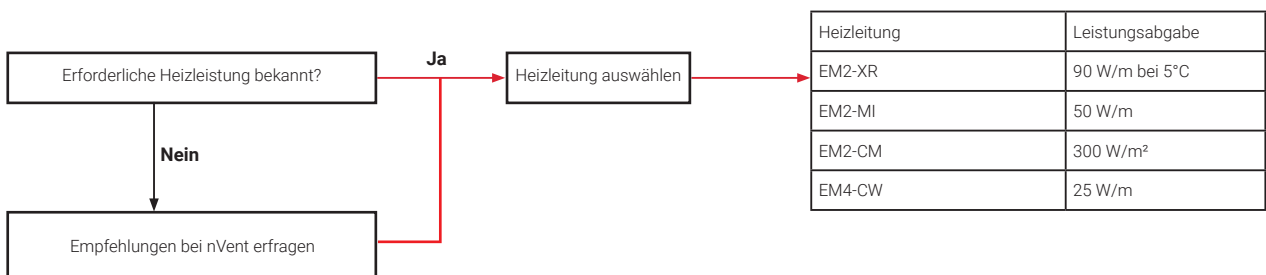 Erforderliche Heizleistung bekannt?
Ja
Heizleitung auswählen
Heizleitung Leistungsabgabe
EM2-XR 90 W/m bei 5°C
EM2-MI 50 W/m
EM2-CM 300 W/m²
EM4-CW 25 W/m
Nein
Empfehlungen bei nVent erfragen